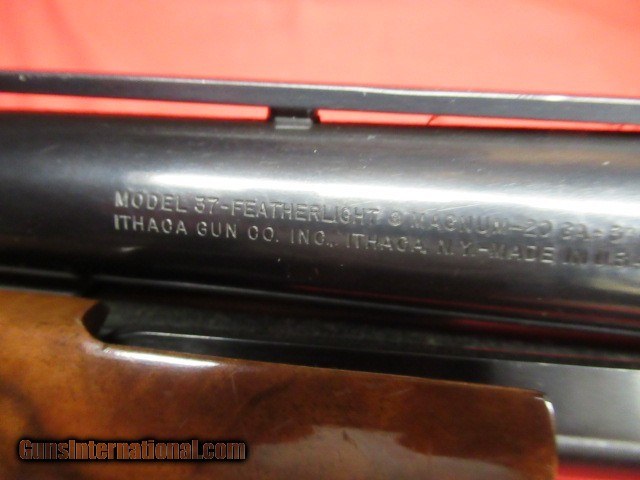 MODEL 37-FEATHERLIGHT ® MAGNUM-20 GA-
ITHACA GUN CO. INC., ITHACA, N.Y.-MADE IN
GunsInternational.com